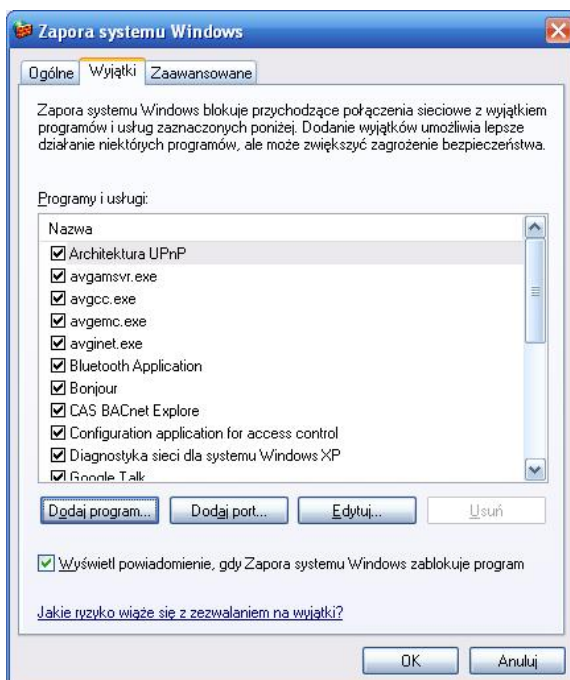 Zapora systemu Windows
Ogólne Wyjątki Zaawansowane
Zapora systemu Windows blokuje przychodzące połączenia sieciowe z wyjątkiem
programów i usług zaznaczonych poniżej. Dodanie wyjątków umożliwia lepsze
działanie niektórych programów, ale może zwiększyć zagrożenie bezpieczeństwa.
Programy i usługi:
Nazwa
Architektura UPnP
avgamsvr.exe
avgcc.exe
avgemc.exe
avginet.exe
Bluetooth Application
Bonjour
CAS BACnet Explore
Configuration application for access control
Diagnostyka sieci dla systemu Windows XP
Google Talk
Dodaj program... Dodaj port... Edytuj... Usuń
Wyświetl powiadomienie, gdy Zapora systemu Windows zablokuje program
Jakie ryzyko wiąże się z zezwalaniem na wyjątki?
OK Anuluj